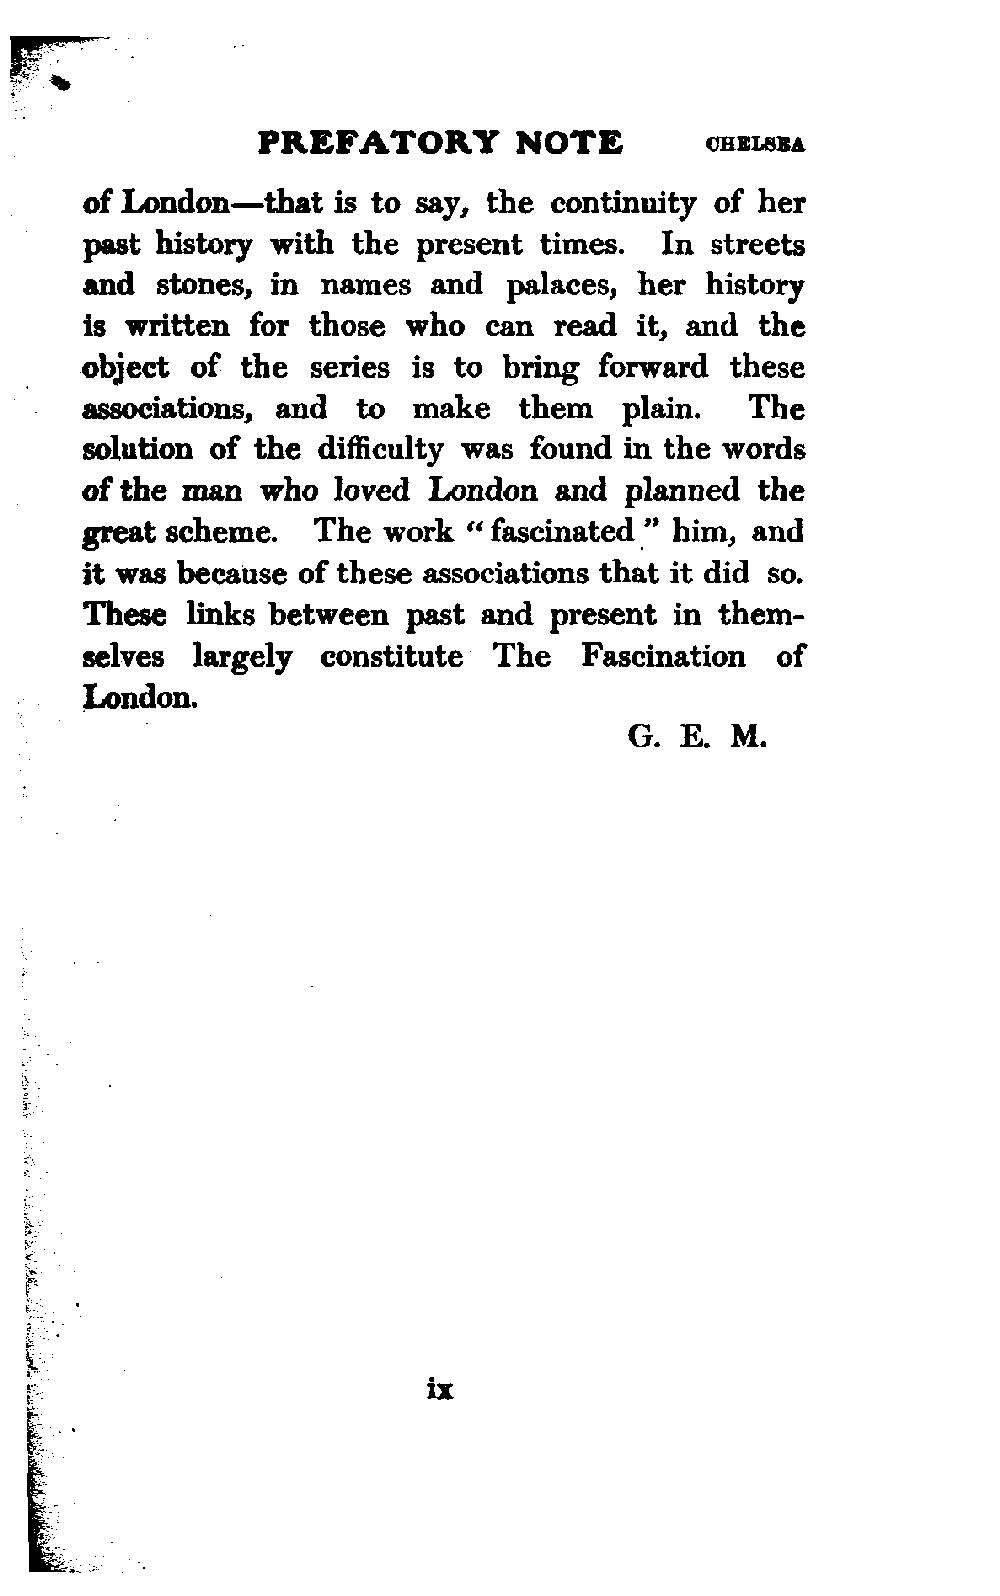 PREFATORY NOTE CHELSEA
of London—that is to say, the continuity of her
past history with the present times. In streets
and stones, in names and palaces, her history
is written for those who can read it, and the
object of the series is to bring forward these
associations, and to make them plain. The
solution of the difficulty was found in the words
of the man who loved London and planned the
great scheme. The work “fascinated” him, and
it was because of these associations that it did so.
These links between past and present in them-
selves largely constitute The Fascination of
London.
G. E. M.
ix